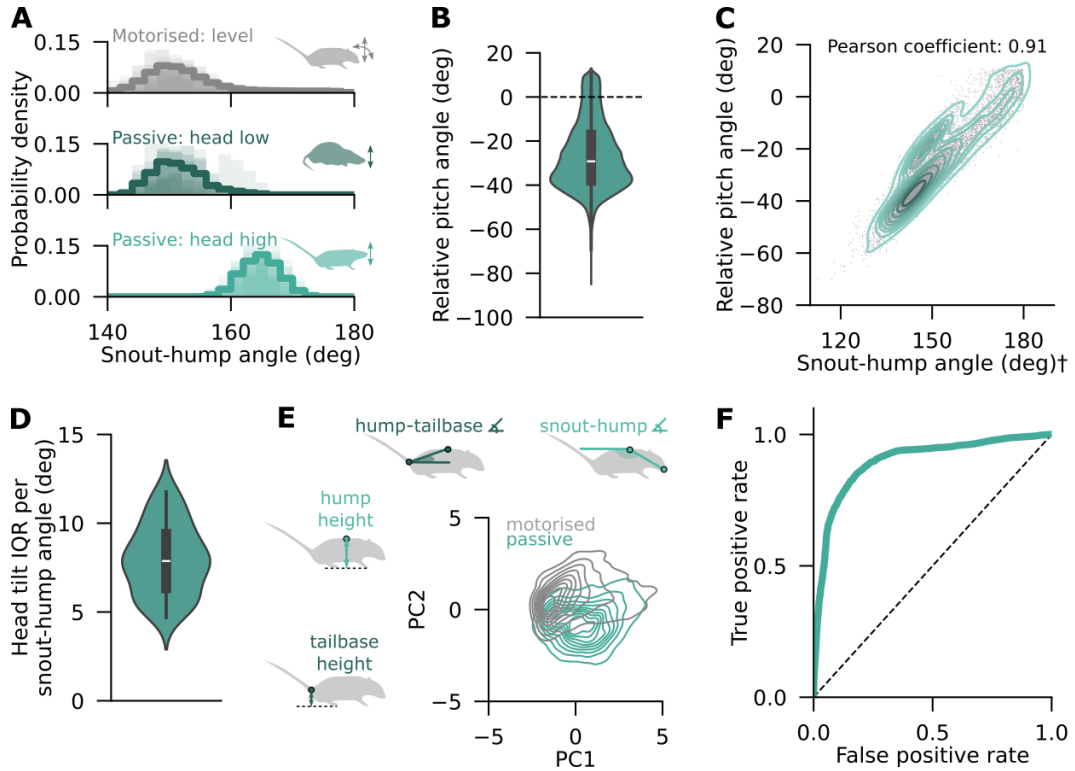 A
Motorised: level
0.15
0.00
Passive: head low
0.15
0.00
Passive: head high
0.15
0.00
140
160
180
Snout-hump angle (deg)
Probability density
B
20
0
−20
−40
−60
−80
−100
Relative pitch angle (deg)
C
Pearson coefficient: 0.91
20
0
−20
−40
−60
−80
120
150
180
Snout-hump angle (deg)†
Relative pitch angle (deg)
D
15
10
5
0
Head tilt IQR per
snout-hump angle (deg)
E
hump-tailbase ∡
snout-hump ∡
hump
height
tailbase
height
motorised
passive
5
0
−5
PC2
−5
0
5
PC1
F
1.0
0.5
0.0
True positive rate
0.0
0.5
1.0
False positive rate